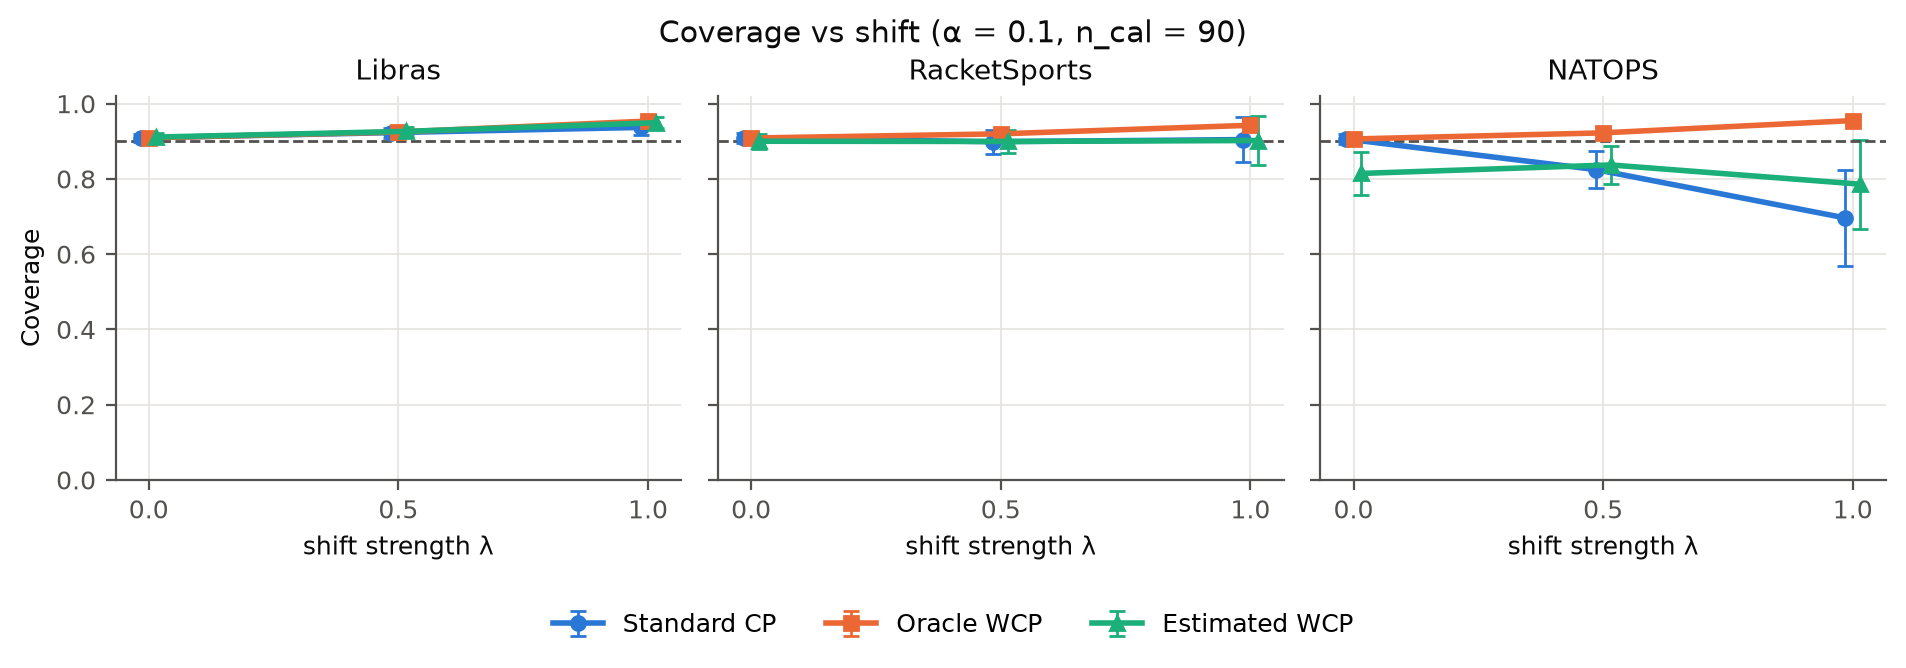 Coverage vs shift (α = 0.1, n_cal = 90)
Libras
RacketSports
NATOPS
Coverage
1.0
0.8
0.6
0.4
0.2
0.0
0.0 0.5 1.0
0.0 0.5 1.0
0.0 0.5 1.0
shift strength λ
shift strength λ
shift strength λ
Standard CP
Oracle WCP
Estimated WCP